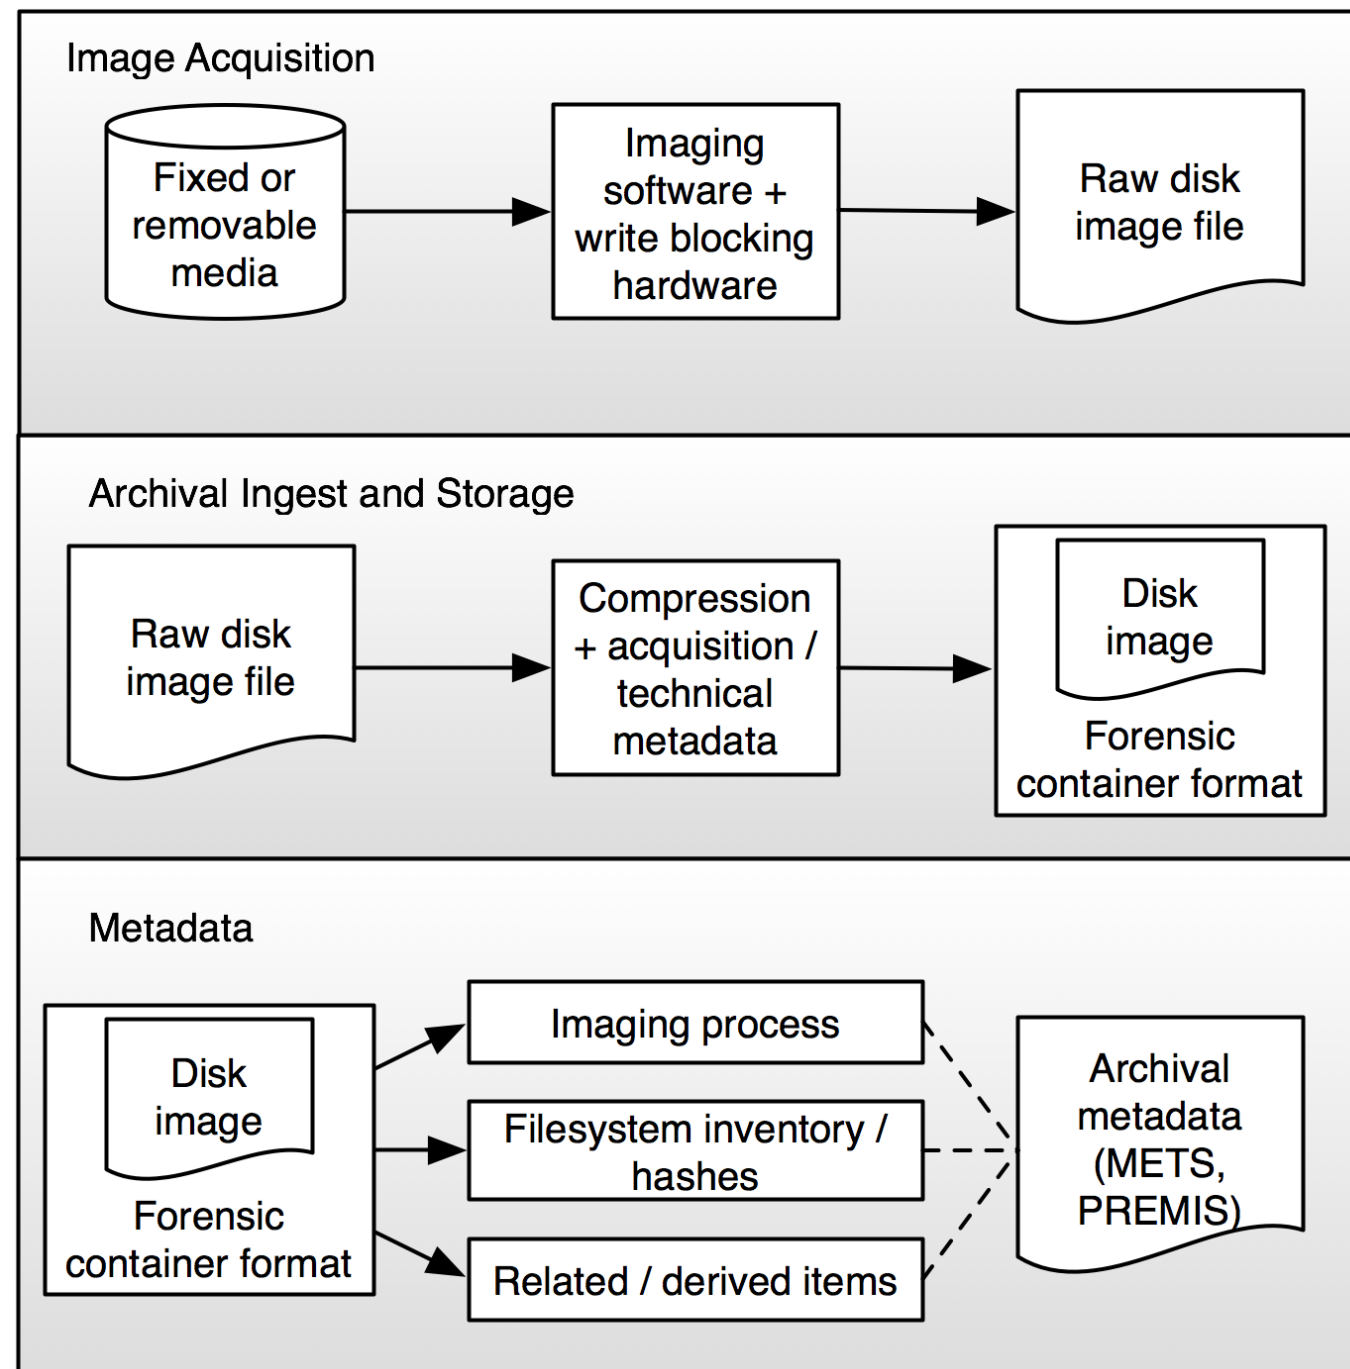 Image Acquisition
Fixed or
removable
media
Imaging
software +
write blocking
hardware
Raw disk
image file
Archival Ingest and Storage
Raw disk
image file
Compression
+ acquisition /
technical
metadata
Disk
image
Forensic
container format
Metadata
Disk
image
Forensic
container format
Imaging process
Filesystem inventory /
hashes
Related / derived items
Archival
metadata
(METS,
PREMIS)